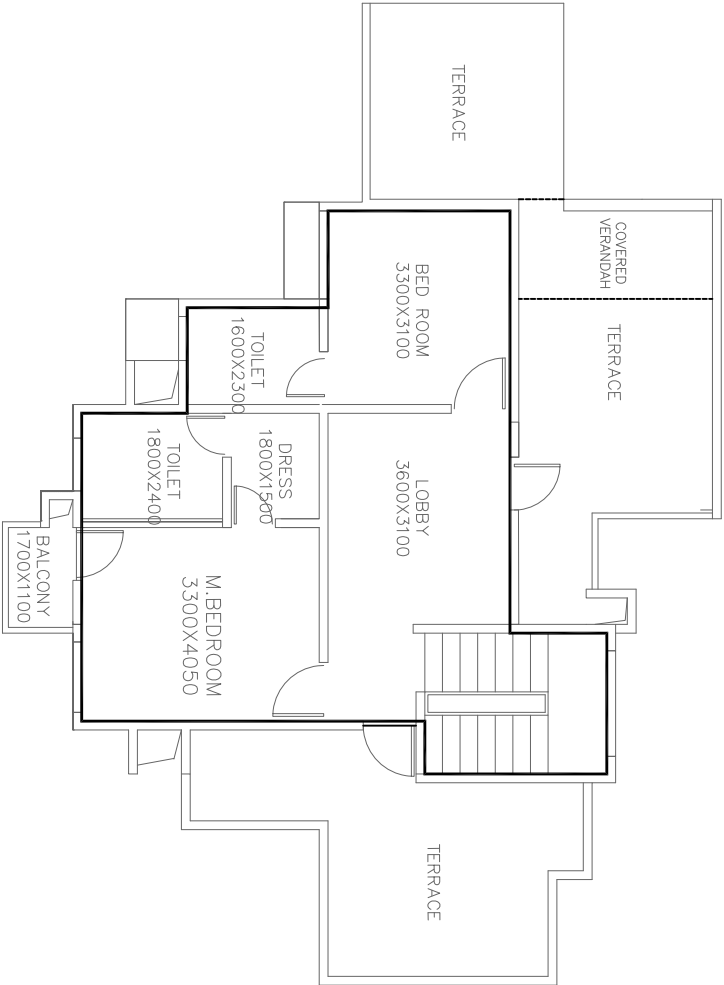 TERRACE
COVERED
VERANDAH
BED ROOM
3300X3100
TERRACE
TOILET
1600X2300
DRESS
1800X1500
TOILET
1800X2400
LOBBY
3600X3100
BALCONY
1700X1100
M.BEDROOM
3300X4050
TERRACE